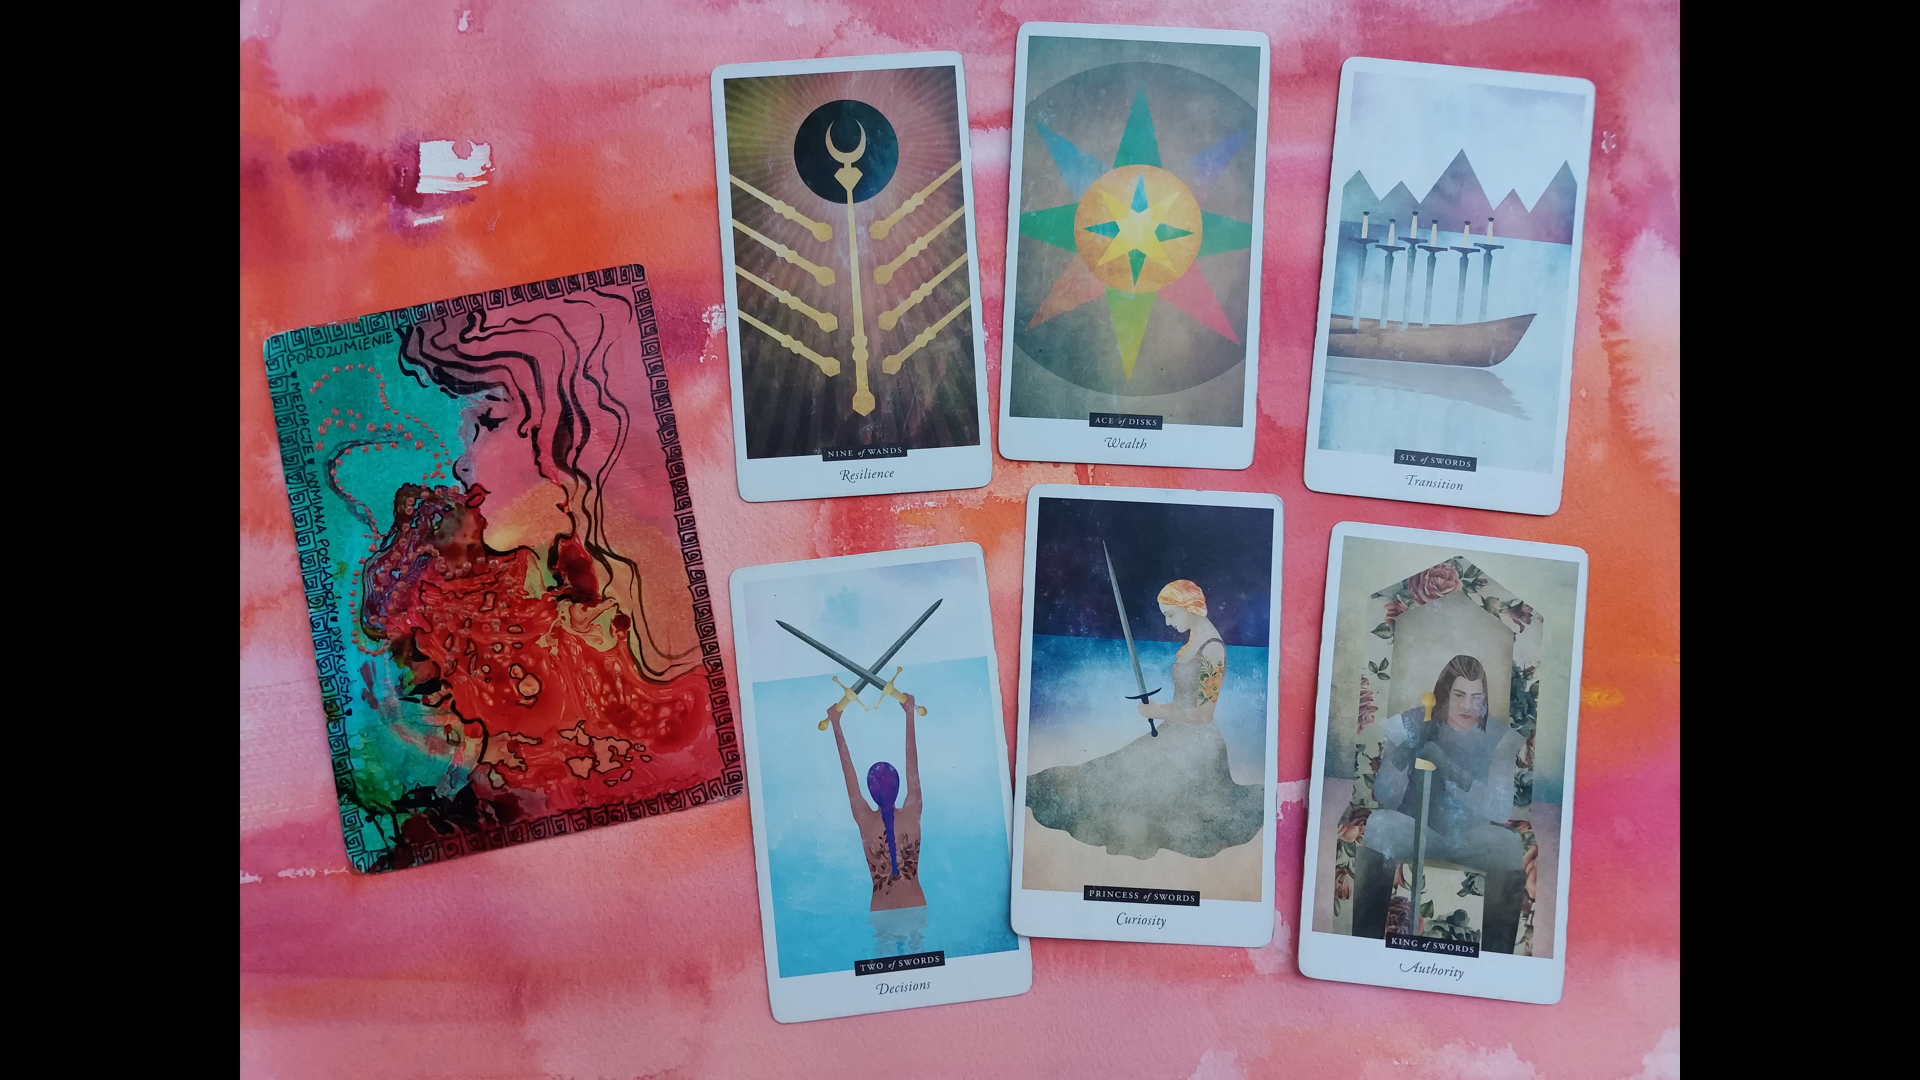 POROZUMIENIE
♥ MEDIACJE ♥ WYMIANA POGLĄDÓW ♥ DYSKUSJA ♥
NINE of WANDS
Resilience
ACE of DISKS
Wealth
SIX of SWORDS
Transition
TWO of SWORDS
Decisions
PRINCESS of SWORDS
Curiosity
KING of SWORDS
Authority